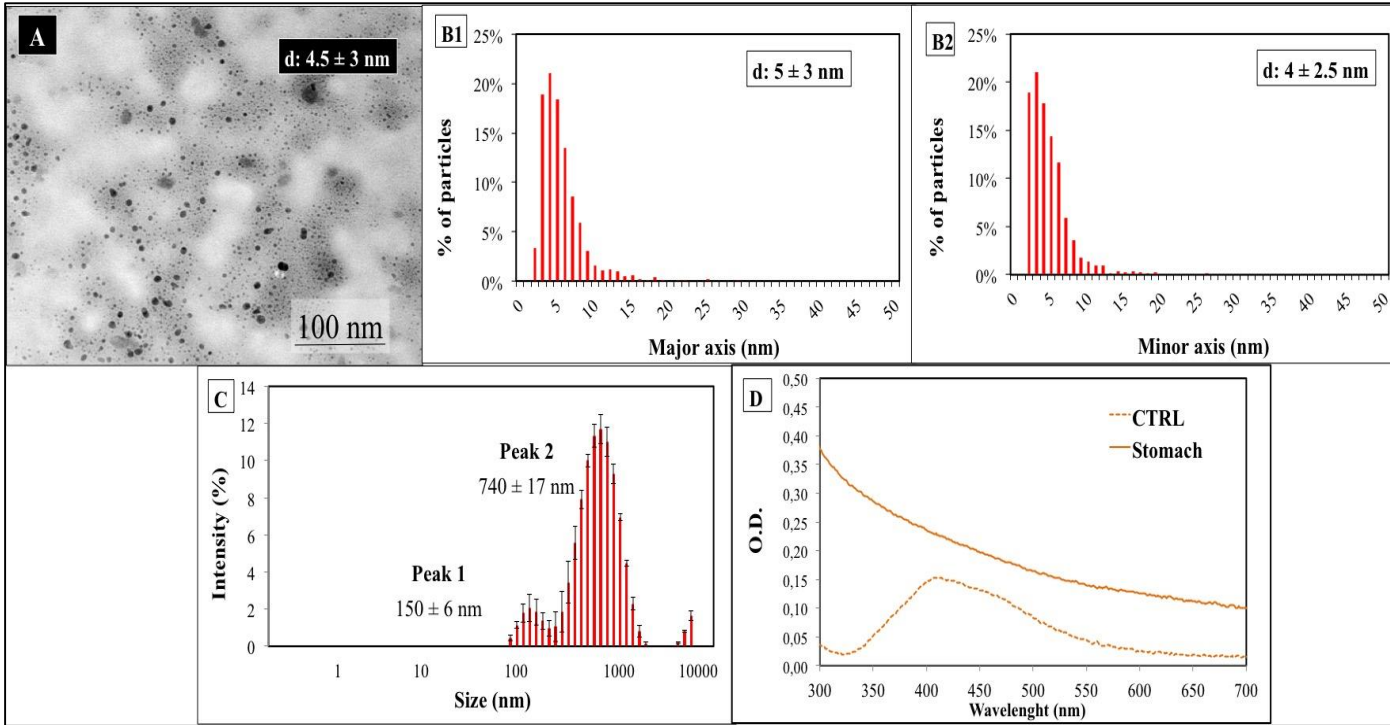 A
d: 4.5 ± 3 nm
100 nm
B1
d: 5 ± 3 nm
25%
20%
15%
10%
5%
0%
% of particles
0 5 10 15 20 25 30 35 40 45 50
Major axis (nm)
B2
d: 4 ± 2.5 nm
25%
20%
15%
10%
5%
0%
% of particles
0 5 10 15 20 25 30 35 40 45 50
Minor axis (nm)
C
14
12
10
8
6
4
2
0
Intensity (%)
Peak 2
740 ± 17 nm
Peak 1
150 ± 6 nm
1 10 100 1000 10000
Size (nm)
D
0,50
0,45
0,40
0,35
0,30
0,25
0,20
0,15
0,10
0,05
0,00
O.D.
CTRL
Stomach
300 350 400 450 500 550 600 650 700
Wavelenght (nm)